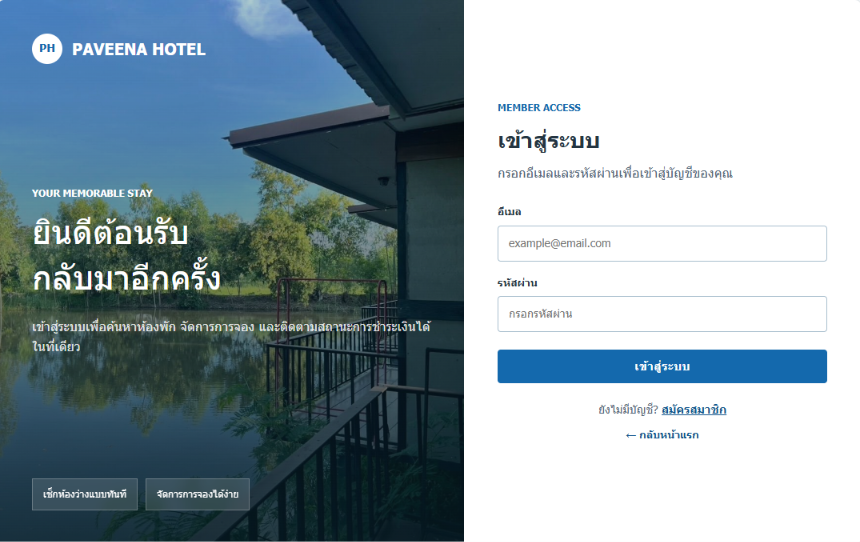 PH PAVEENA HOTEL
YOUR MEMORABLE STAY
ยินดีต้อนรับ
กลับมาอีกครั้ง
เข้าสู่ระบบเพื่อค้นหาห้องพัก จัดการการจอง และติดตามสถานะการชำระเงินได้
ในที่เดียว
เช็กห้องว่างแบบทันที
จัดการการจองได้ง่าย
MEMBER ACCESS
เข้าสู่ระบบ
กรอกอีเมลและรหัสผ่านเพื่อเข้าสู่บัญชีของคุณ
อีเมล
example@email.com
รหัสผ่าน
กรอกรหัสผ่าน
เข้าสู่ระบบ
ยังไม่มีบัญชี? สมัครสมาชิก
← กลับหน้าแรก